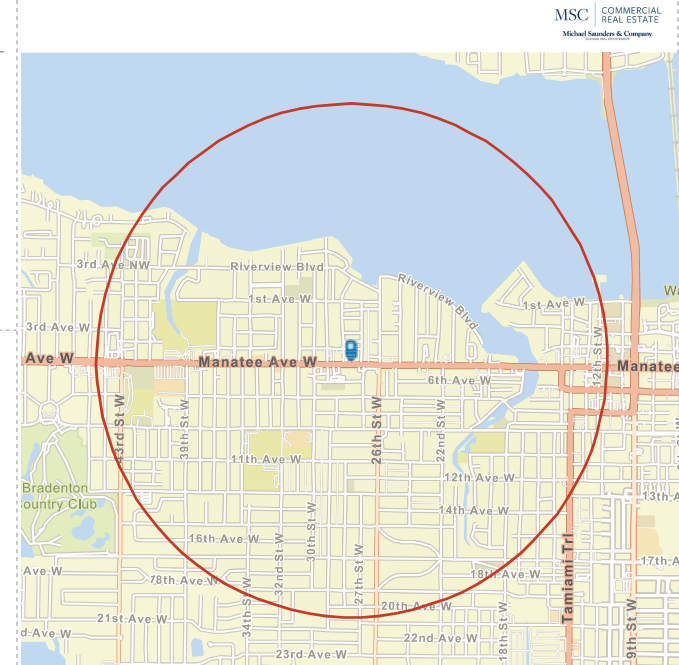 MSC COMMERCIAL
REAL ESTATE
Michael Saunders & Company.
3rd Ave NW
Riverview Blvd
Riverview Blvd
1st Ave W
1st Ave W
3rd Ave W
Wa
12th St W
Ave W
Manatee Ave W
Manatee
6th Ave W
43rd St W
39th St W
26th St W
22nd St W
11th Ave W
12th Ave W
Bradenton
ountry Club
13th A
14th Ave W
16th Ave W
30th St W
32nd St W
27th St W
Tamiami Trl
17th A
Ave W
78th Ave W
18th Ave W
34th St W
20th Ave W
21st Ave W
18th St W
9th St W
d Ave W
22nd Ave W
23rd Ave W